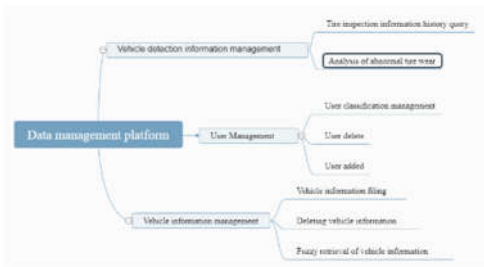 Tire inspection information history query
Vehicle detection information management
Analysis of abnormal tire wear
User classification management
Data management platform
User Management
User delete
User added
Vehicle information filing
Vehicle information management
Deleting vehicle information
Fuzzy retrieval of vehicle information